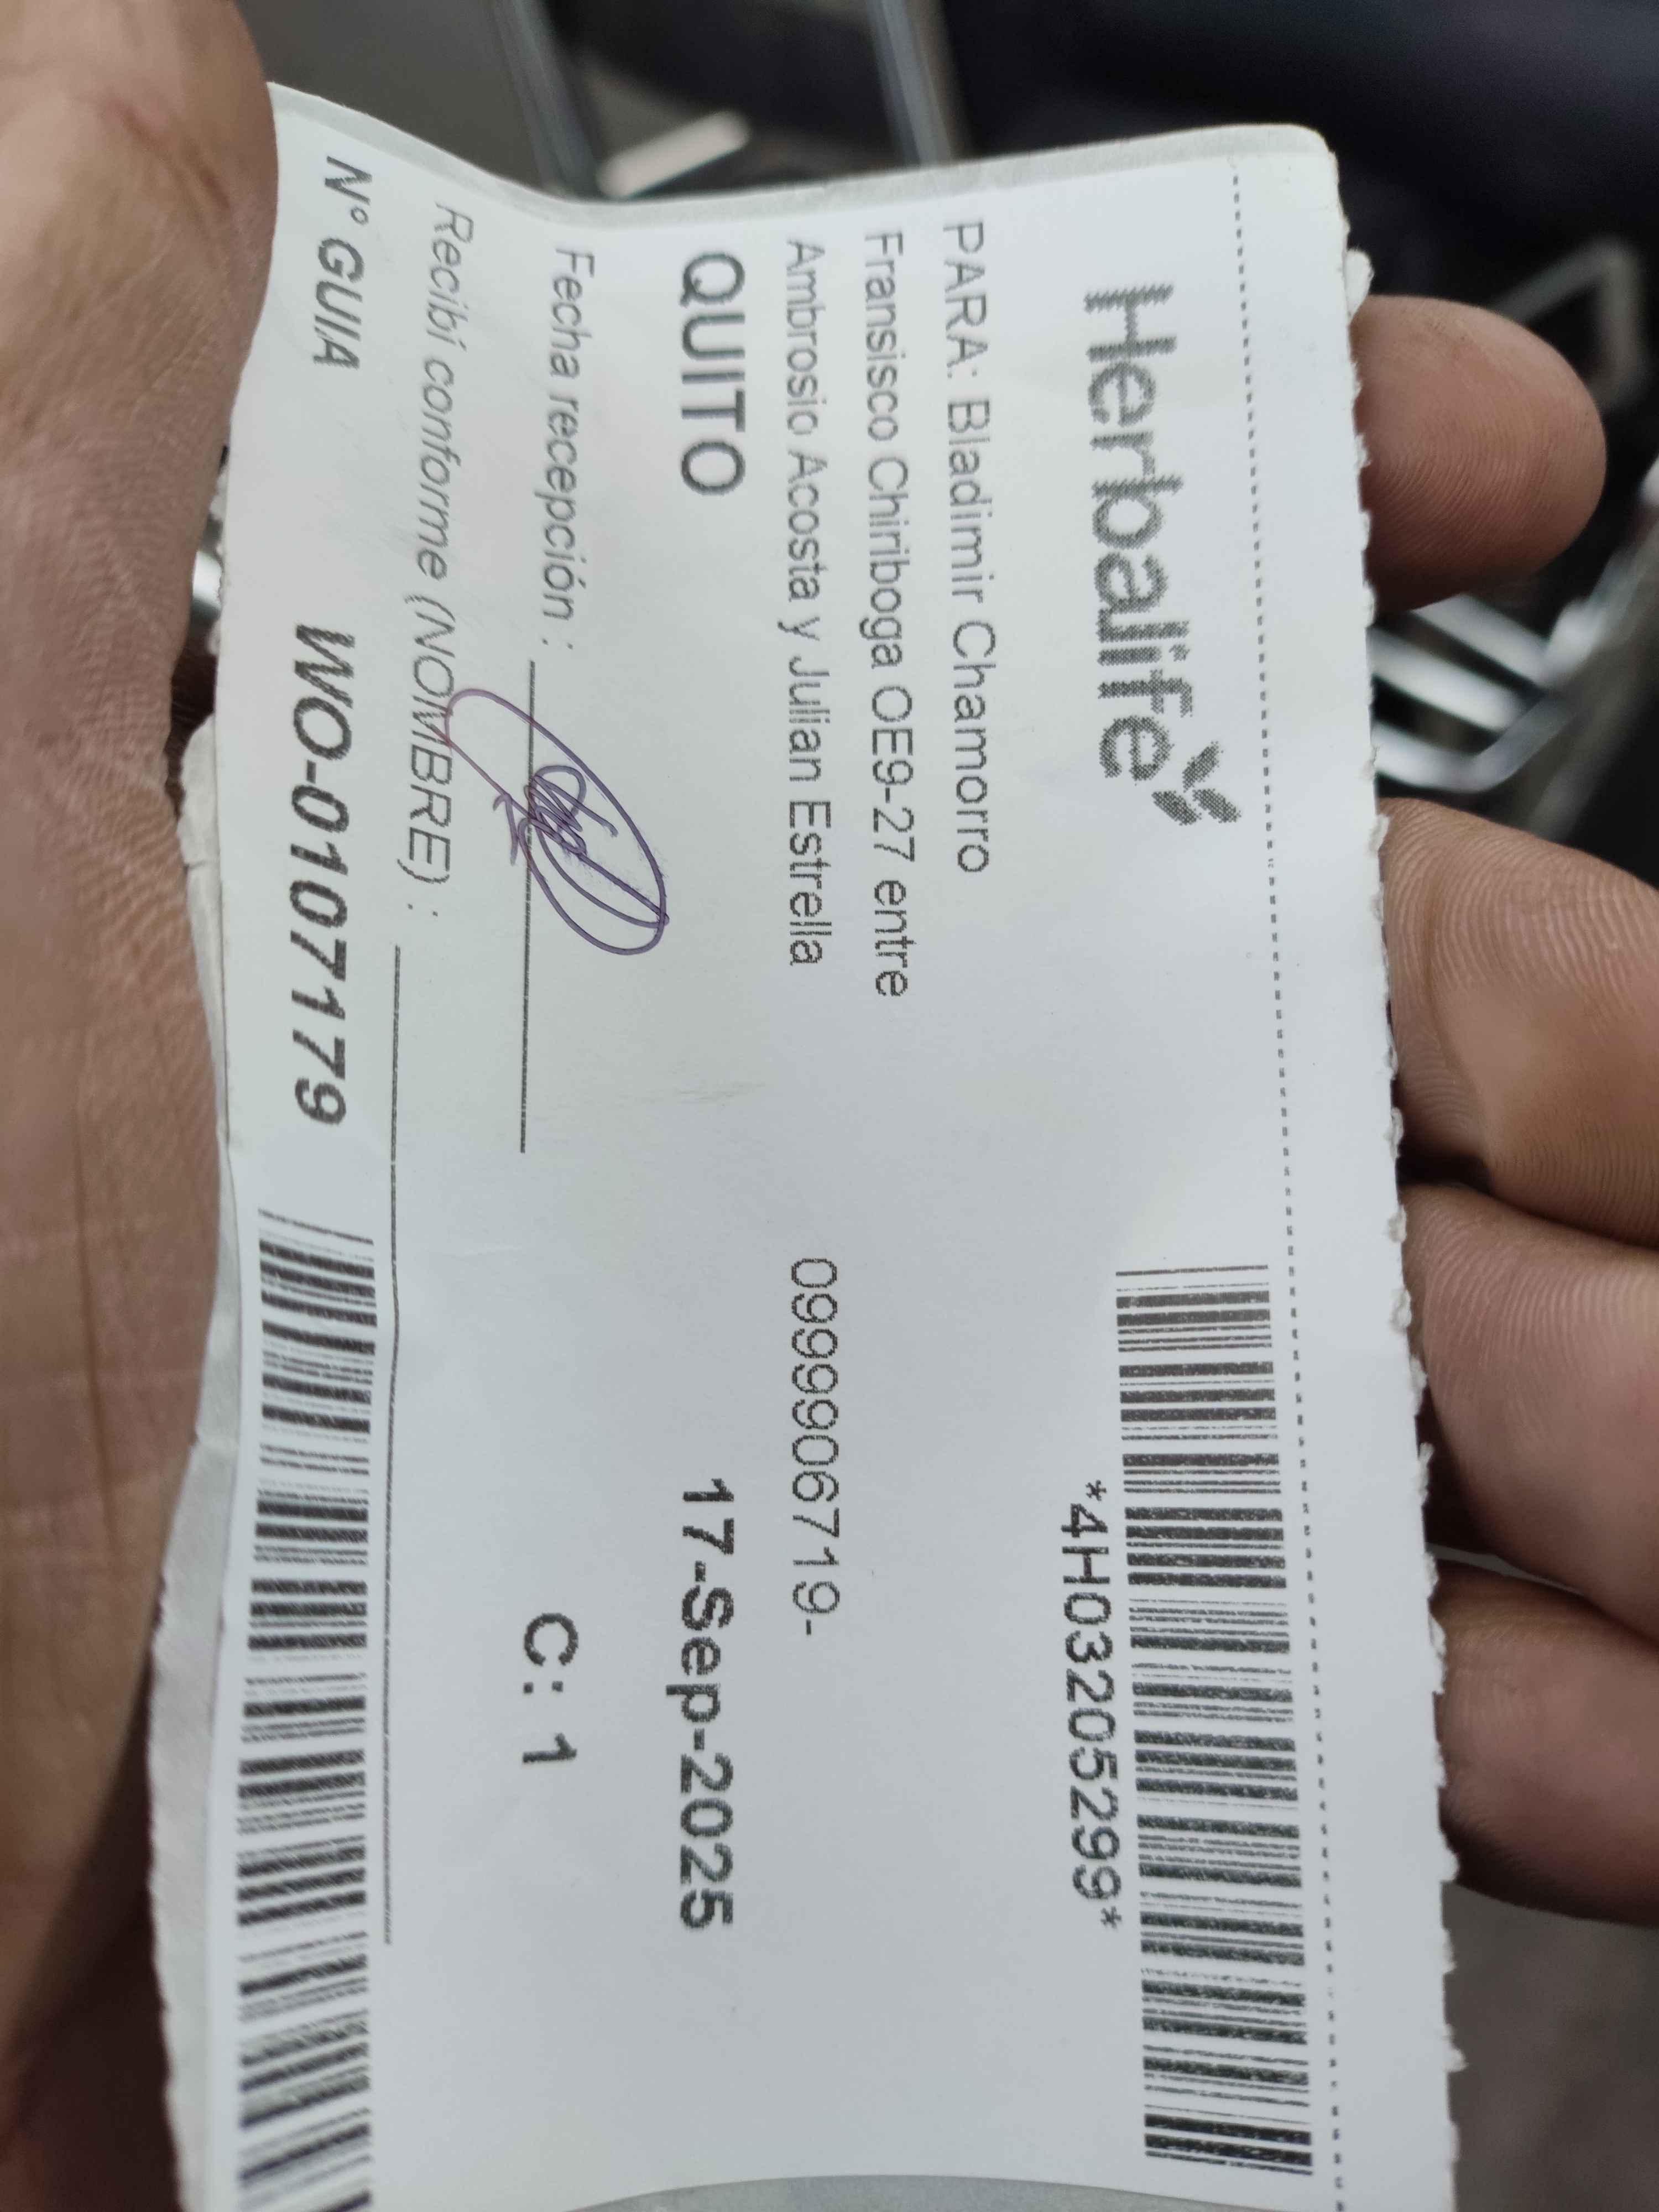 Herbalife
*4H03205299*
PARA: Bladimir Chamorro
Fransisco Chiriboga OE9-27 entre
Ambrosio Acosta y Julian Estrella
0999906719-
QUITO
17-Sep-2025
Fecha recepción :
C: 1
Recibí conforme (NOMBRE) :
N° GUIA
WO-0107179